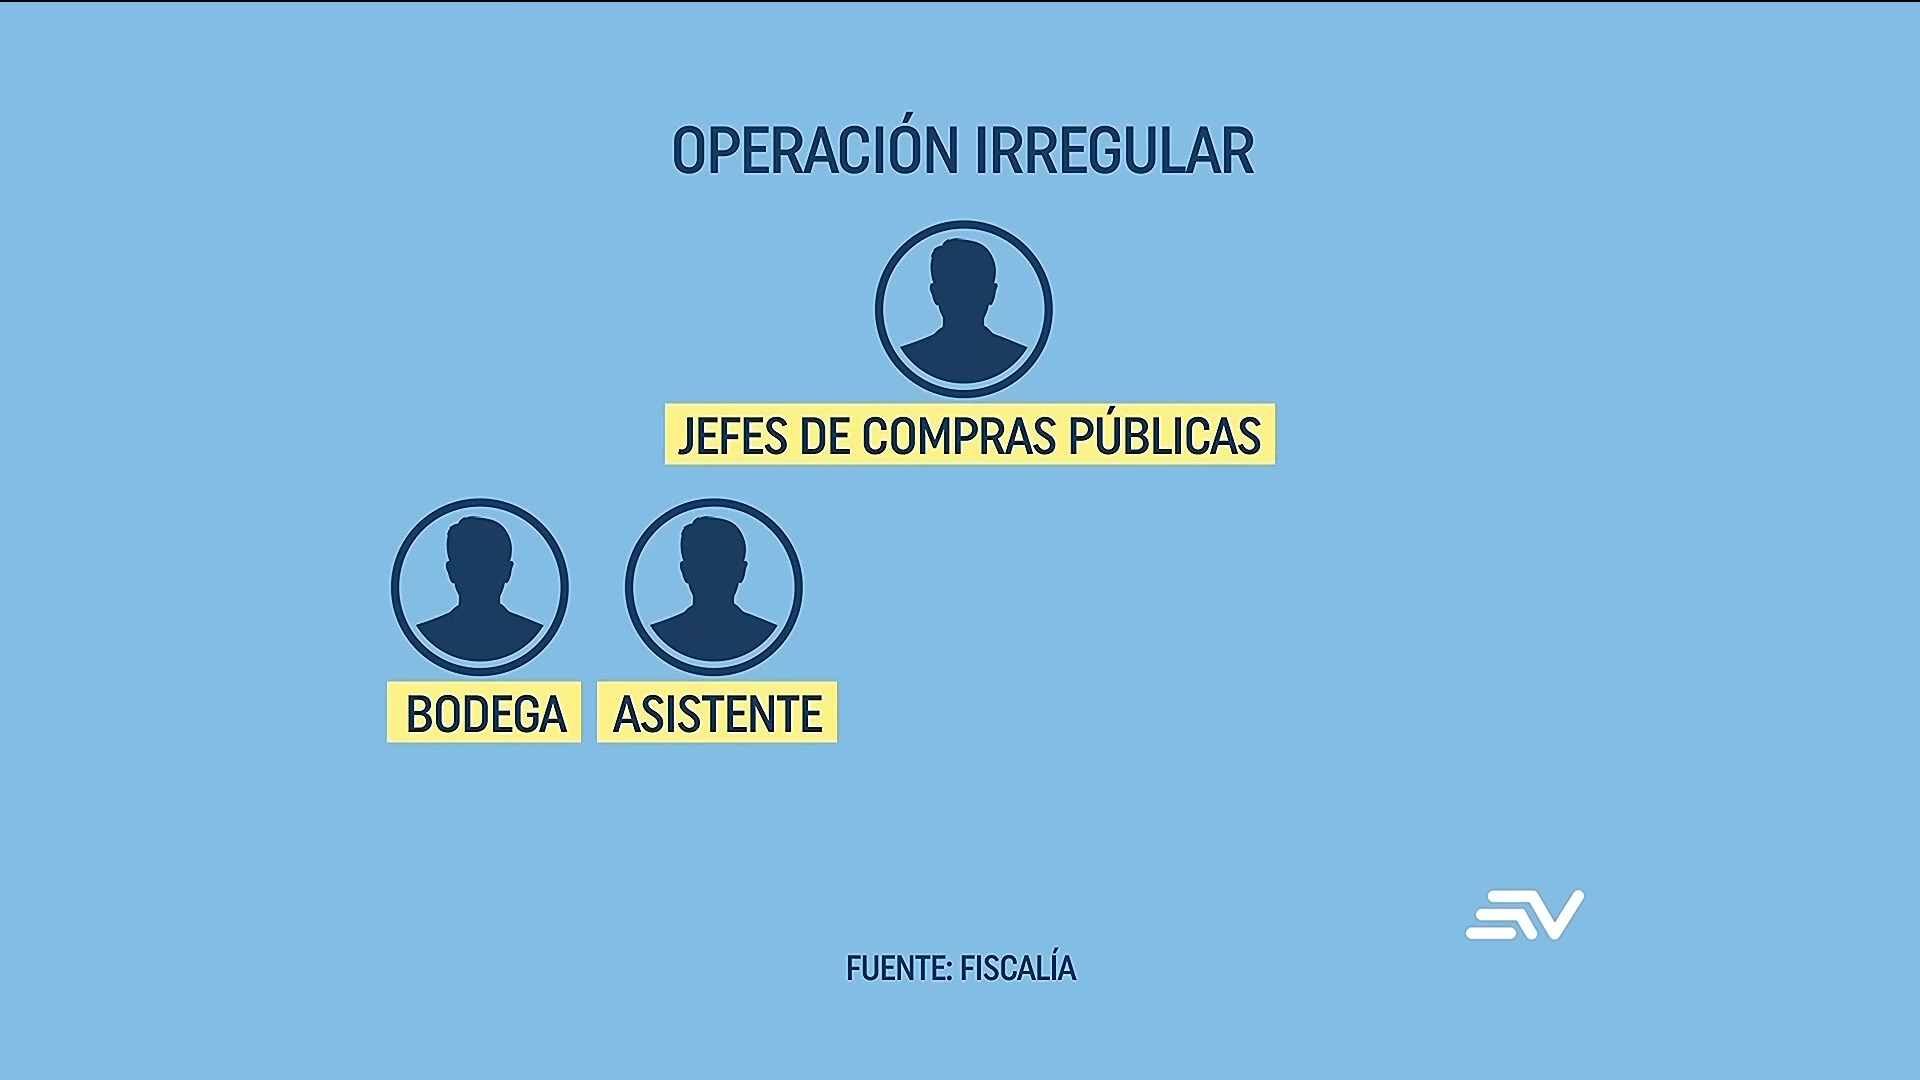 OPERACIÓN IRREGULAR
JEFES DE COMPRAS PÚBLICAS
BODEGA
ASISTENTE
FUENTE: FISCALÍA